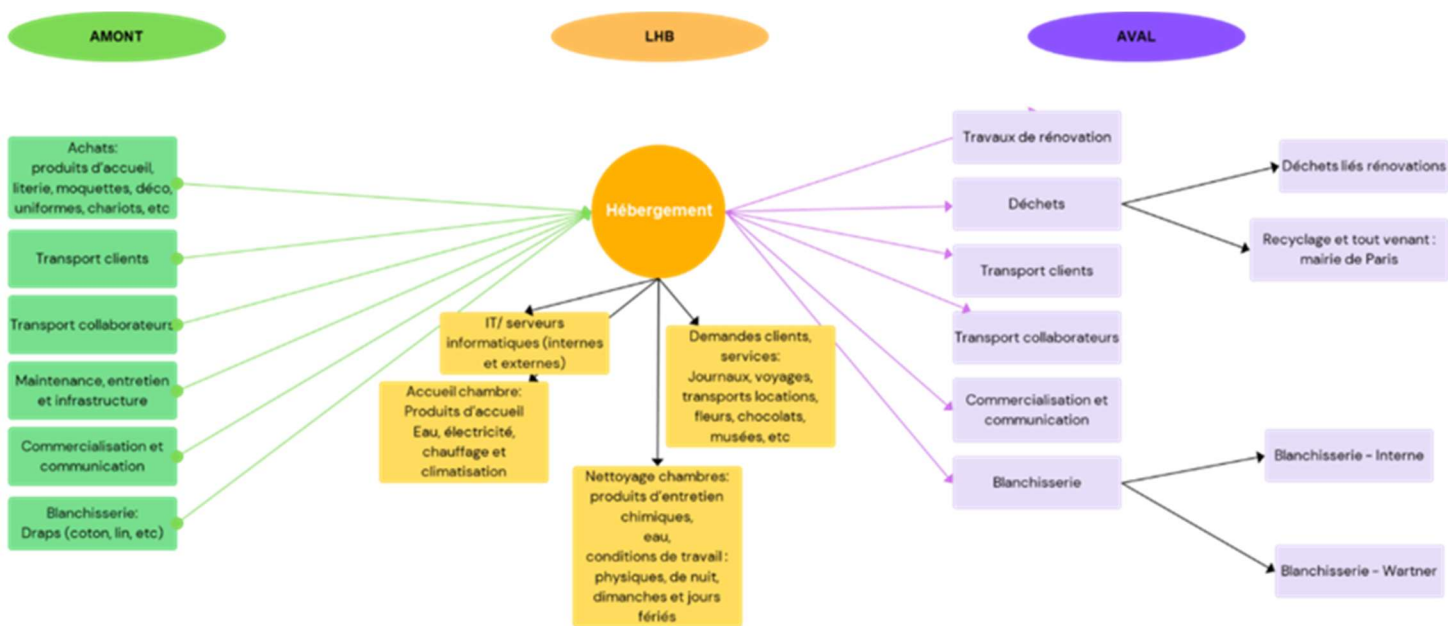 AMONT
LHB
AVAL
Achats:
produits d'accueil,
literie, moquettes, déco,
uniformes, chariots, etc
Transport clients
Transport collaborateurs
Maintenance, entretien
et infrastructure
Commercialisation et
communication
Blanchisserie:
Draps (coton, lin, etc)
Hébergement
IT/ serveurs
informatiques (internes
et externes)
Accueil chambre:
Produits d'accueil
Eau, électricité,
chauffage et
climatisation
Nettoyage chambres:
produits d'entretien
chimiques,
eau,
conditions de travail :
physiques, de nuit,
dimanches et jours
fériés
Demandes clients,
services:
Journaux, voyages,
transports locations,
fleurs, chocolats,
musées, etc
Travaux de rénovation
Déchets
Transport clients
Transport collaborateurs
Commercialisation et
communication
Blanchisserie
Déchets liés rénovations
Recyclage et tout venant :
mairie de Paris
Blanchisserie - Interne
Blanchisserie - Wartner